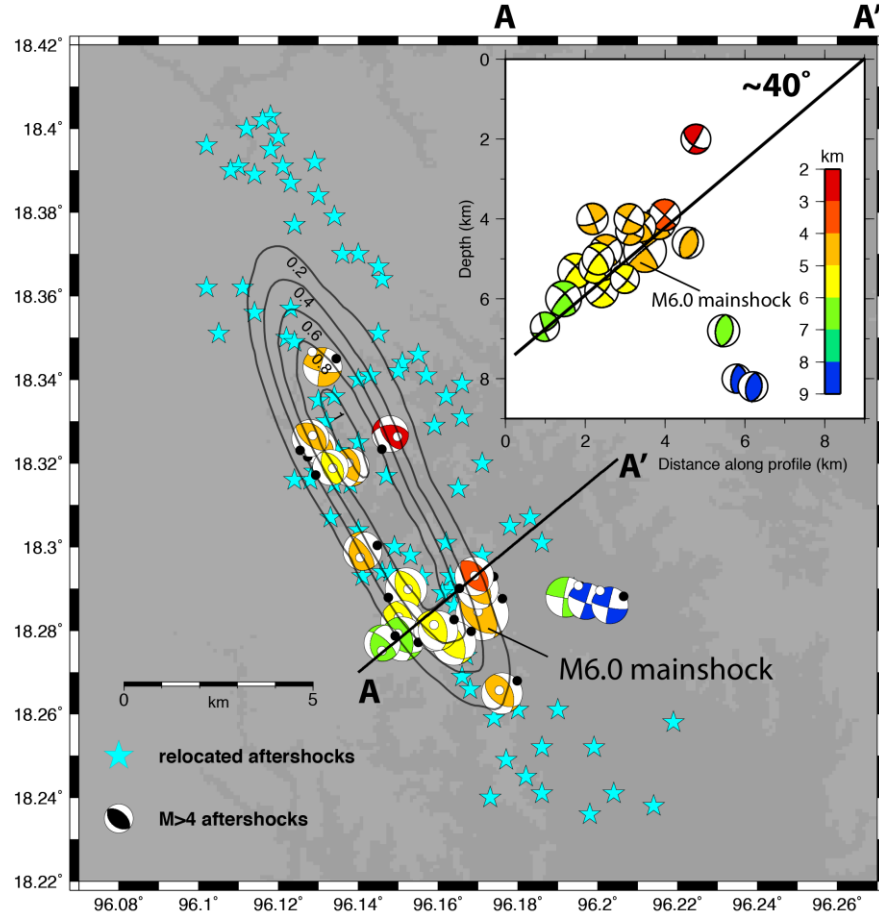 A A'
18.42˚
18.4˚
18.38˚
18.36˚
18.34˚
18.32˚
18.3˚
18.28˚
18.26˚
18.24˚
18.22˚
96.08˚ 96.1˚ 96.12˚ 96.14˚ 96.16˚ 96.18˚ 96.2˚ 96.22˚ 96.24˚ 96.26˚
0
2
4
6
8
Depth (km)
0 2 4 6 8
Distance along profile (km)
~40˚
km
2
3
4
5
6
7
8
9
M6.0 mainshock
0.2
0.4
0.6
0.8
1
A'
A
M6.0 mainshock
0 5
km
relocated aftershocks
M>4 aftershocks